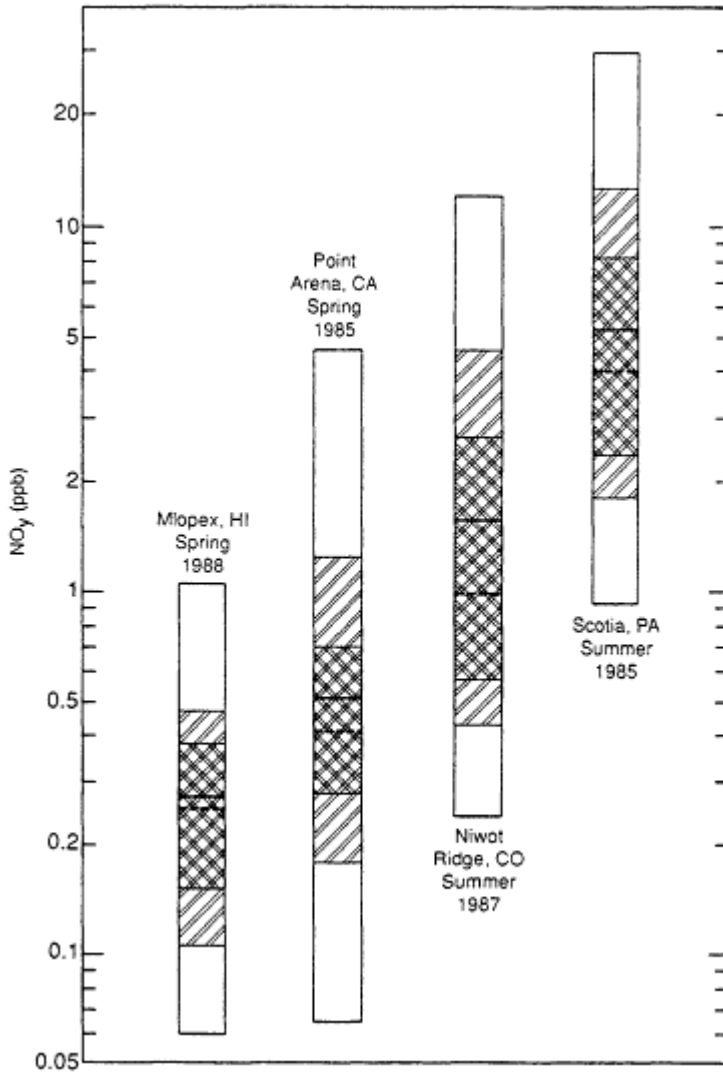 20
10
5
2
1
0.5
0.2
0.1
0.05
NOy (ppb)
Mlopex, HI
Spring
1988
Point
Arena, CA
Spring
1985
Niwot
Ridge, CO
Summer
1987
Scotia, PA
Summer
1985